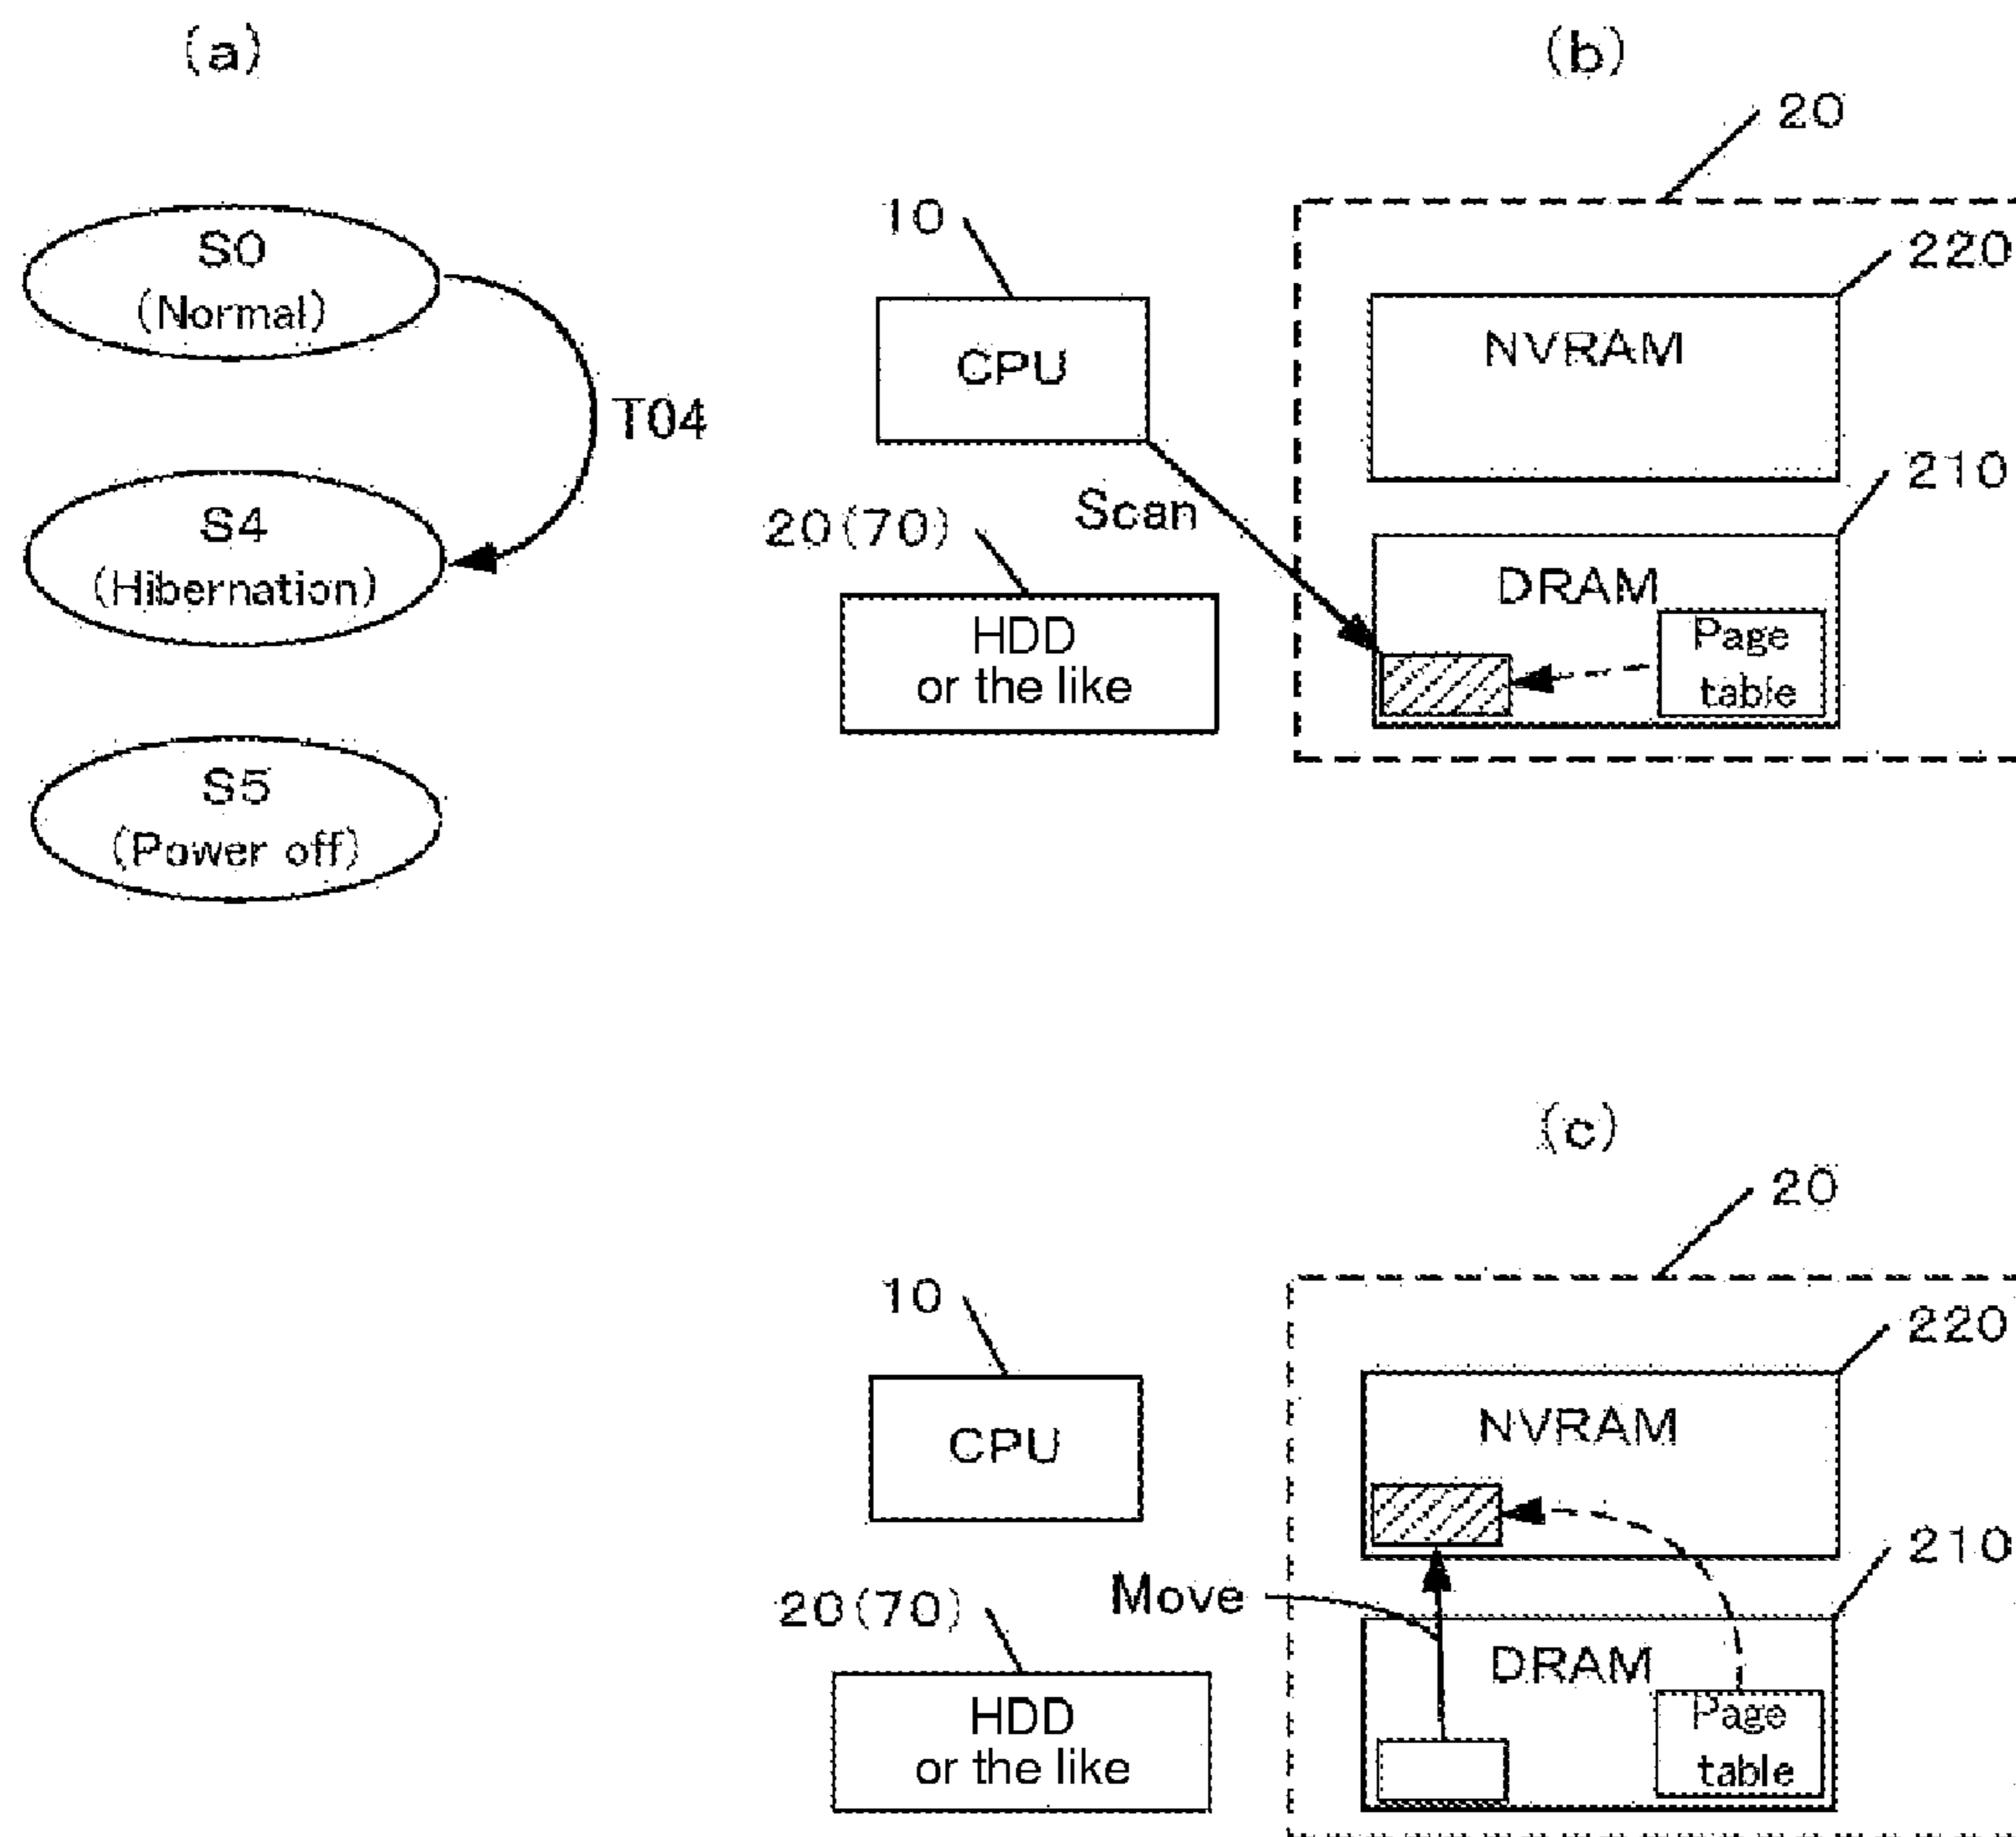 (a)
S0
(Normal)
T04
S4
(Hibernation)
S5
(Power off)
(b)
20
10
220
CPU
NVRAM
210
Scan
20(70)
DRAM
HDD
or the like
Page
table
(c)
20
10
220
CPU
NVRAM
210
Move
20(70)
DRAM
HDD
or the like
Page
table